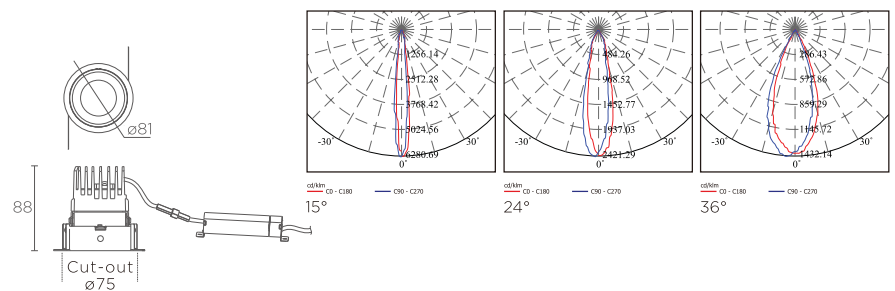 ø81
88
Cut-out
ø75
1256.14
2512.28
3768.42
5024.56
6280.69
-30°
30°
0°
cd/klm
C0 - C180
C90 - C270
15°
484.26
968.52
1452.77
1937.03
2421.29
-30°
30°
0°
cd/klm
C0 - C180
C90 - C270
24°
286.43
572.86
859.29
1145.72
1432.14
-30°
30°
0°
cd/klm
C0 - C180
C90 - C270
36°